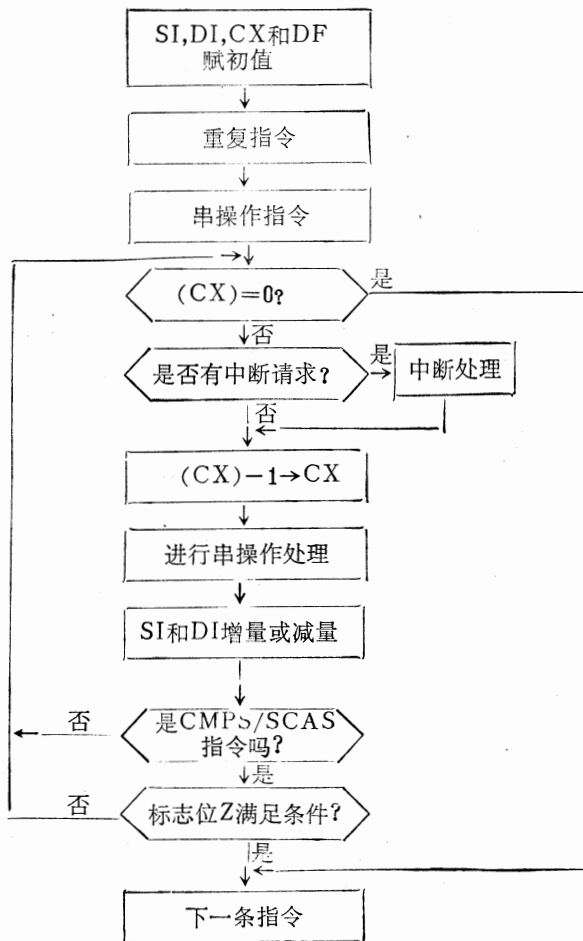 SI,DI,CX和DF
赋初值
重复指令
串操作指令
(CX)=0?
是
否
是否有中断请求?
是
中断处理
否
(CX)-1→CX
进行串操作处理
SI和DI增量或减量
否
是CMPS/SCAS
指令吗?
是
否
标志位Z满足条件?
是
下一条指令